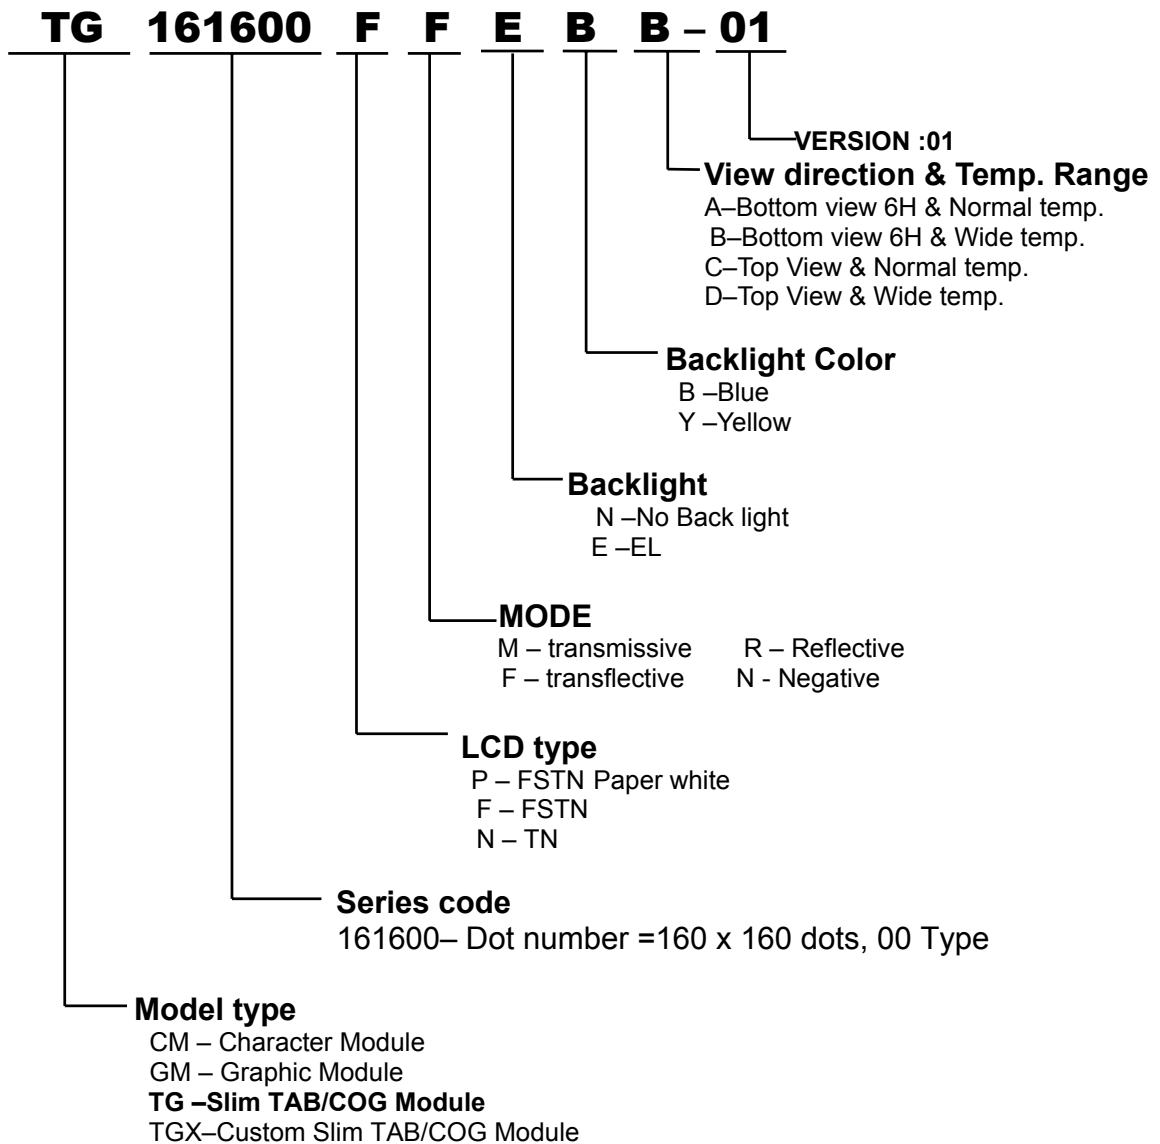 TG 161600 F F E B B – 01
VERSION :01
View direction & Temp. Range
A–Bottom view 6H & Normal temp.
B–Bottom view 6H & Wide temp.
C–Top View & Normal temp.
D–Top View & Wide temp.
Backlight Color
B –Blue
Y –Yellow
Backlight
N –No Back light
E –EL
MODE
M – transmissive R – Reflective
F – transflective N - Negative
LCD type
P – FSTN Paper white
F – FSTN
N – TN
Series code
161600– Dot number =160 x 160 dots, 00 Type
Model type
CM – Character Module
GM – Graphic Module
TG –Slim TAB/COG Module
TGX–Custom Slim TAB/COG Module